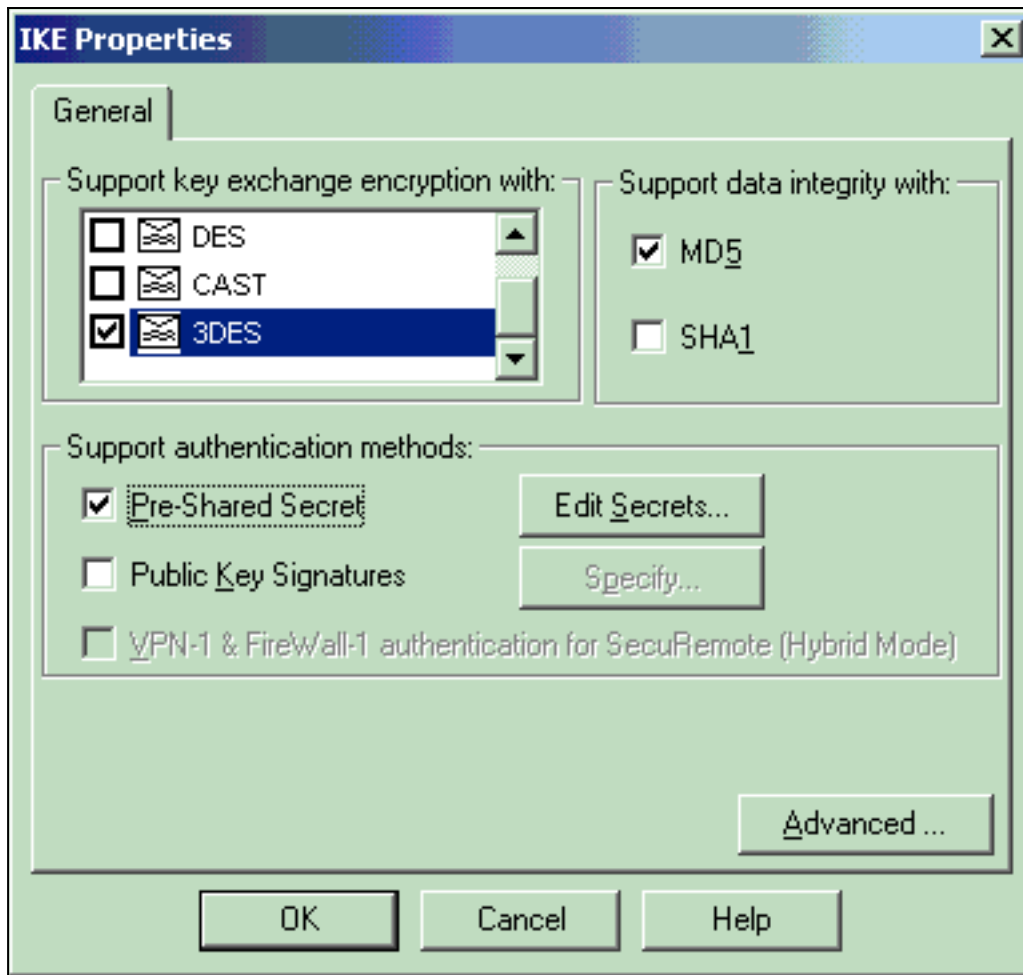 IKE Properties
General
Support key exchange encryption with:
DES
CAST
3DES
Support data integrity with:
MD5
SHA1
Support authentication methods:
Pre-Shared Secret
Edit Secrets...
Public Key Signatures
Specify...
VPN-1 & FireWall-1 authentication for SecuRemote (Hybrid Mode)
Advanced ...
OK
Cancel
Help